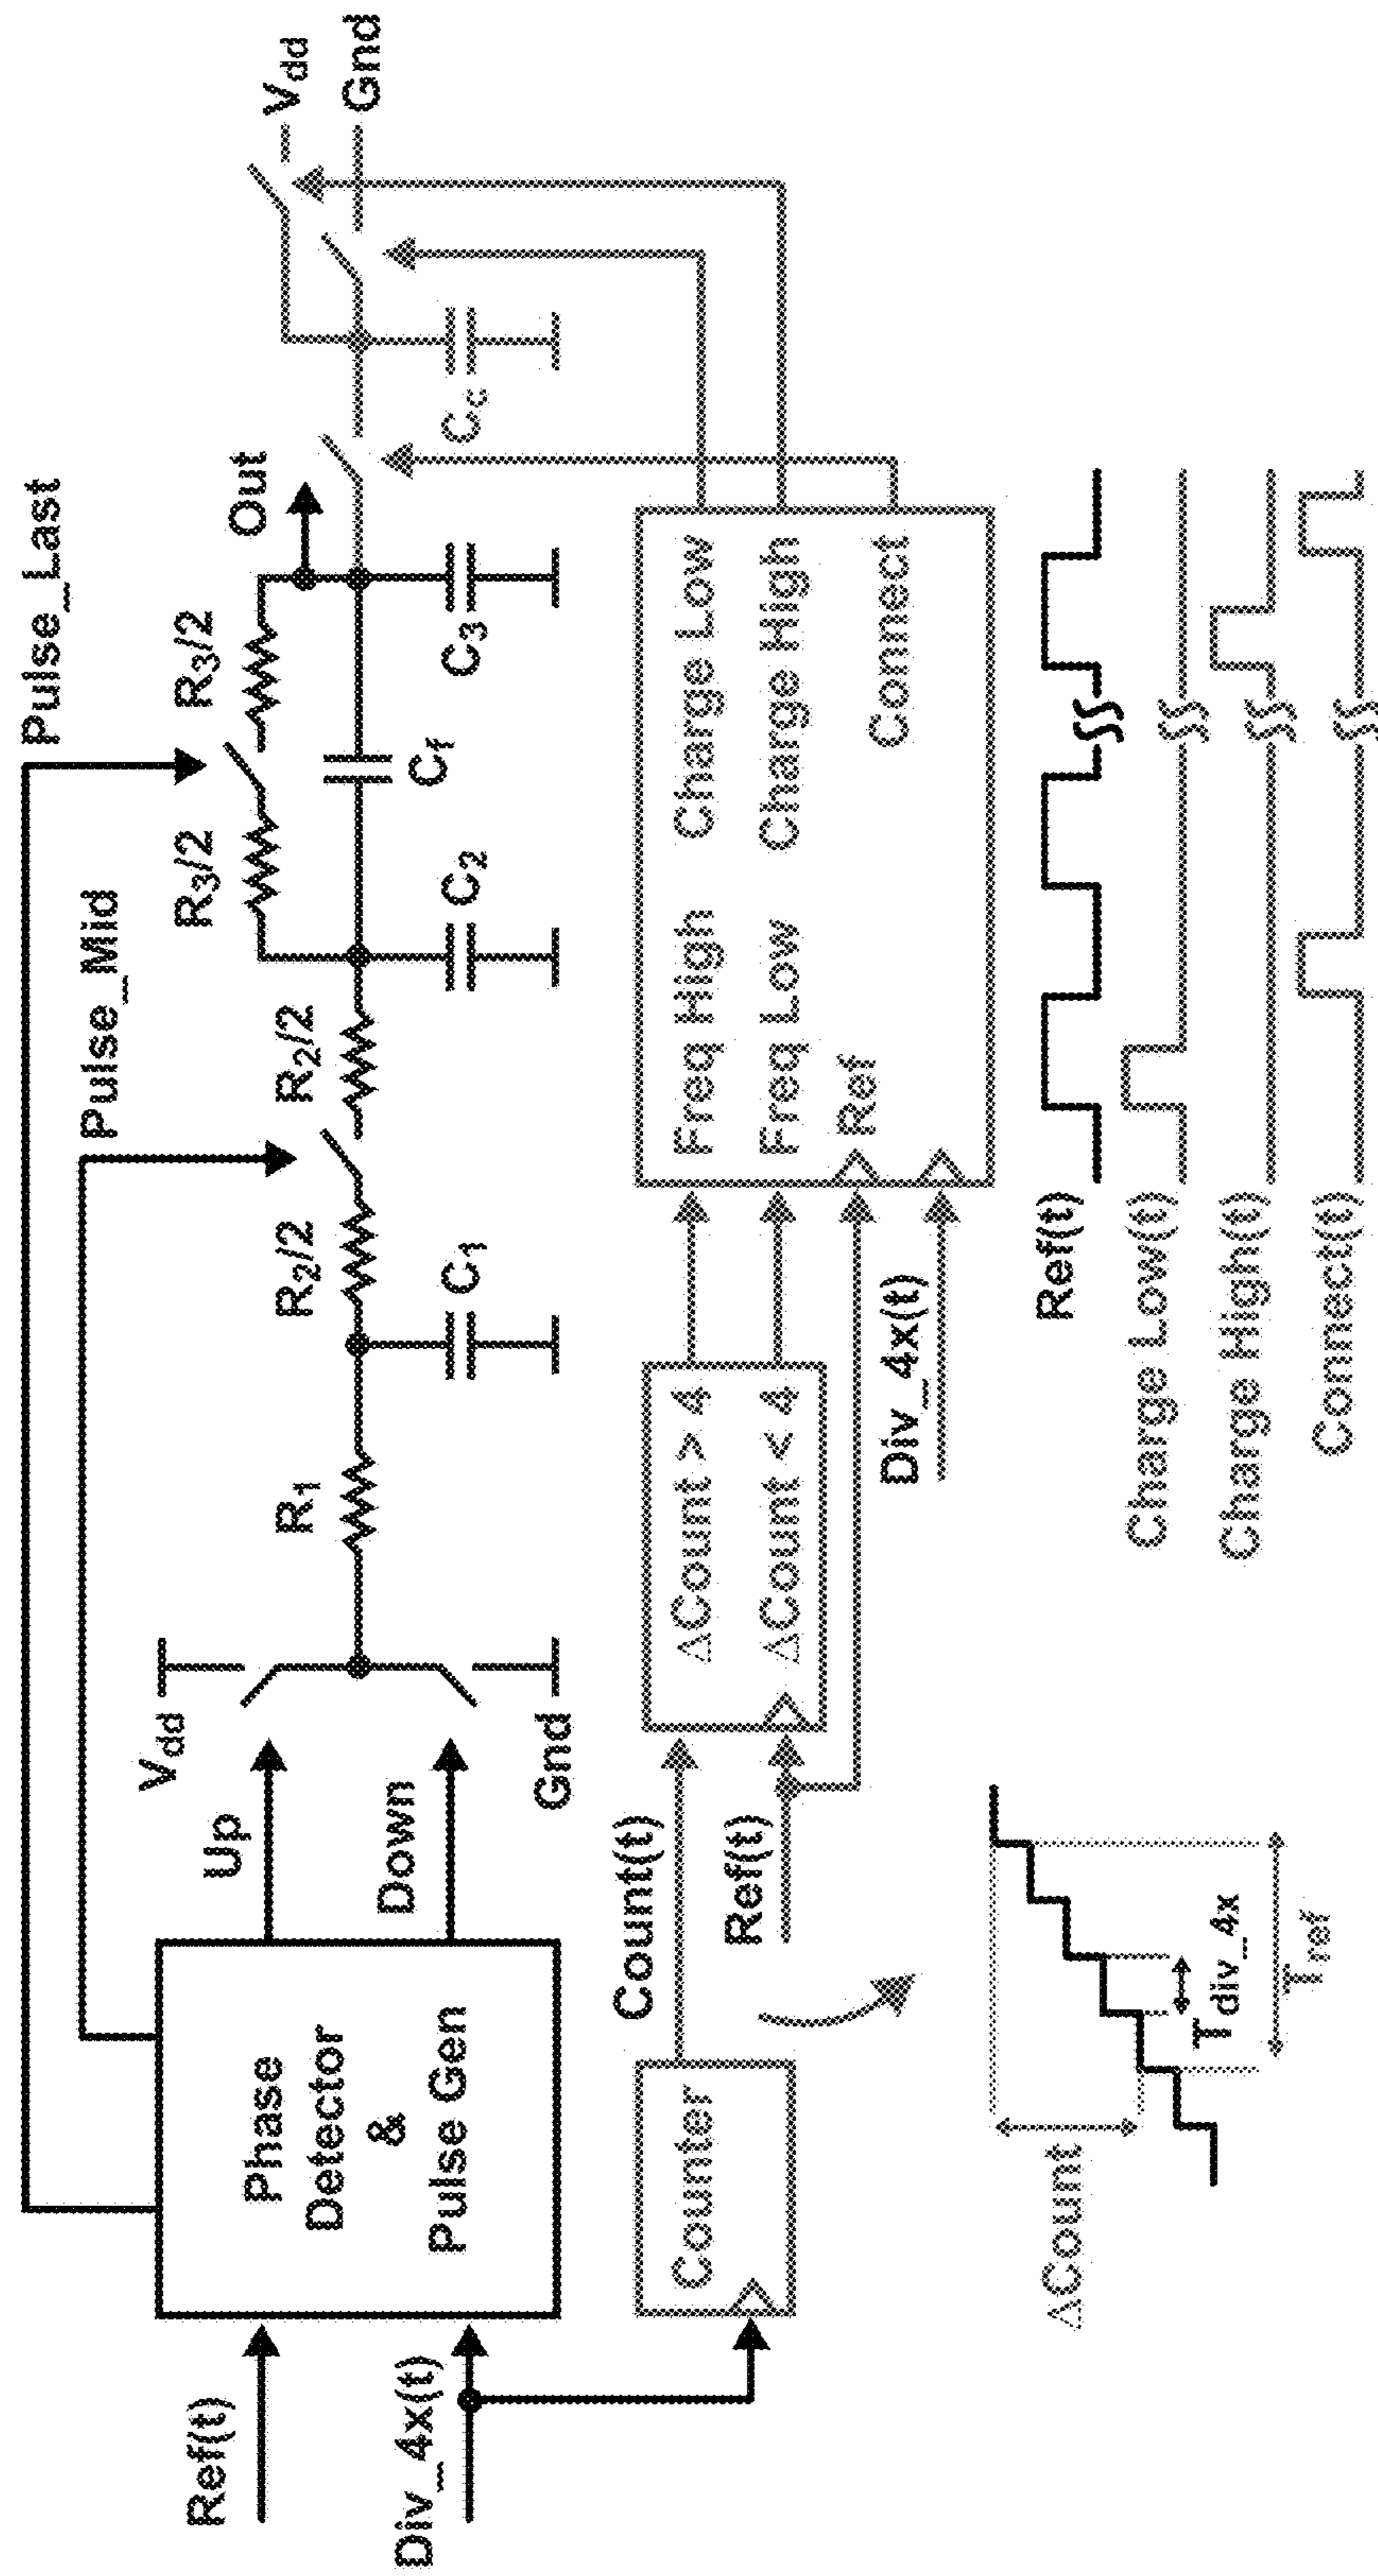 Pulse_Last
Pulse_Mid
Ref(t)
Div_4x(t)
Phase
Detector
&
Pulse Gen
Up
Down
Vdd
Gnd
R1
C1
R2/2
R2/2
C2
R3/2
R3/2
Cf
C3
Out
Cc
Vdd
Gnd
Counter
Count(t)
Ref(t)
ΔCount > 4
ΔCount < 4
Div_4x(t)
Freq High Charge Low
Freq Low Charge High
Ref
Connect
ΔCount
Tdiv_4x
Tref
Ref(t)
Charge Low(t)
Charge High(t)
Connect(t)